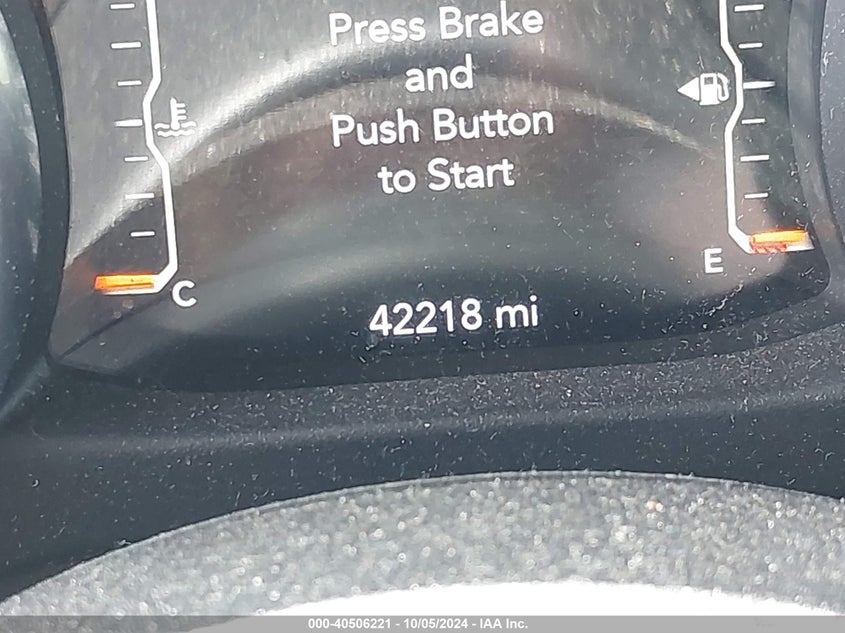 Press Brake
and
Push Button
to Start
E
C
42218 mi
000-40506221 - 10/05/2024 - IAA Inc.